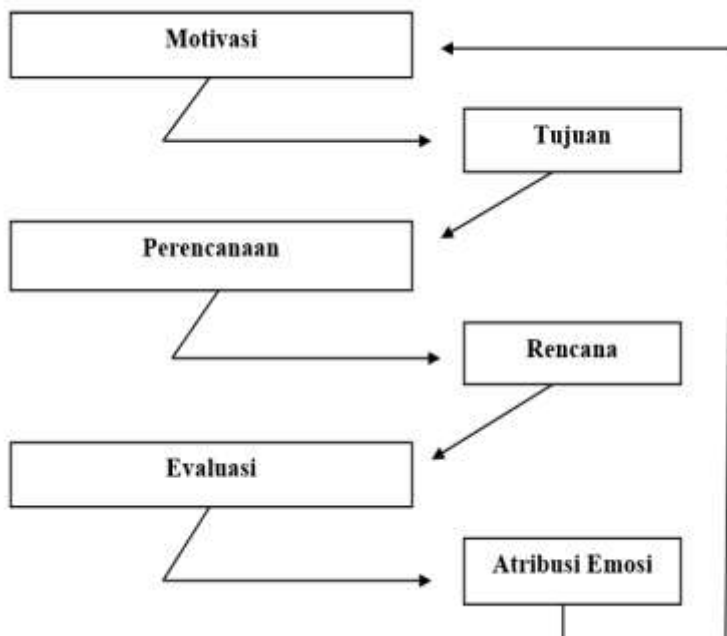 Motivasi
Tujuan
Perencanaan
Rencana
Evaluasi
Atribusi Emosi